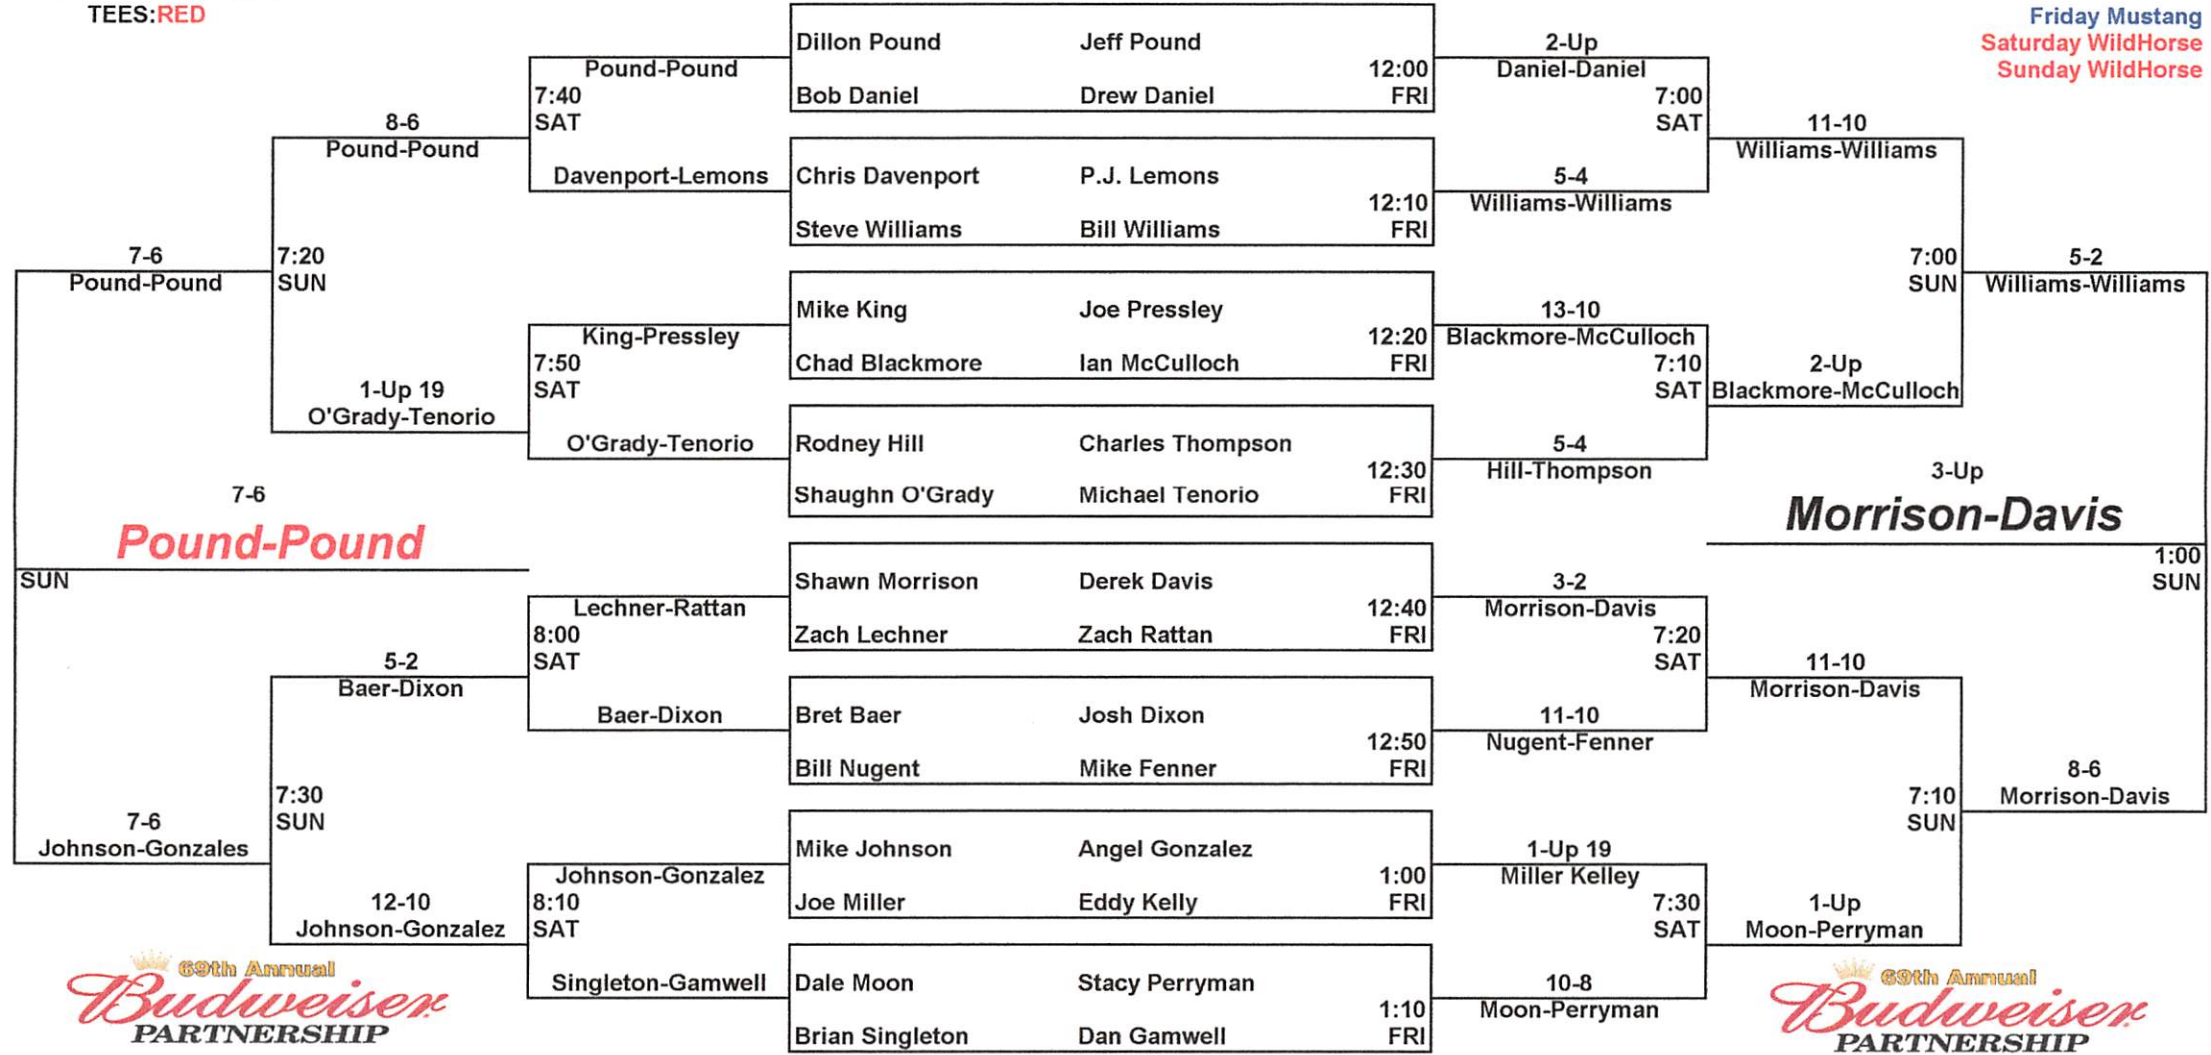 TEES:RED
Friday Mustang
Saturday WildHorse
Sunday WildHorse
7-6
Pound-Pound
7-6
Pound-Pound
SUN
7-6
Johnson-Gonzales
8-6
Pound-Pound
7:20
SUN
1-Up 19
O'Grady-Tenorio
5-2
Baer-Dixon
7:30
SUN
12-10
Johnson-Gonzalez
Pound-Pound
7:40
SAT
Davenport-Lemons
King-Pressley
7:50
SAT
O'Grady-Tenorio
Lechner-Rattan
8:00
SAT
Baer-Dixon
Johnson-Gonzalez
8:10
SAT
Singleton-Gamwell
Dillon Pound Jeff Pound
12:00
Bob Daniel Drew Daniel FRI
Chris Davenport P.J. Lemons
12:10
Steve Williams Bill Williams FRI
Mike King Joe Pressley
12:20
Chad Blackmore Ian McCulloch FRI
Rodney Hill Charles Thompson
12:30
Shaughn O'Grady Michael Tenorio FRI
Shawn Morrison Derek Davis
12:40
Zach Lechner Zach Rattan FRI
Bret Baer Josh Dixon
12:50
Bill Nugent Mike Fenner FRI
Mike Johnson Angel Gonzalez
1:00
Joe Miller Eddy Kelly FRI
Dale Moon Stacy Perryman
1:10
Brian Singleton Dan Gamwell FRI
2-Up
Daniel-Daniel
7:00
SAT
5-4
Williams-Williams
13-10
Blackmore-McCulloch
7:10
SAT
5-4
Hill-Thompson
3-2
Morrison-Davis
7:20
SAT
11-10
Nugent-Fenner
1-Up 19
Miller Kelley
7:30
SAT
10-8
Moon-Perryman
11-10
Williams-Williams
7:00
SUN
2-Up
Blackmore-McCulloch
11-10
Morrison-Davis
7:10
SUN
1-Up
Moon-Perryman
5-2
Williams-Williams
3-Up
Morrison-Davis
1:00
SUN
8-6
Morrison-Davis
69th Annual
Budweiser
PARTNERSHIP
69th Annual
Budweiser
PARTNERSHIP